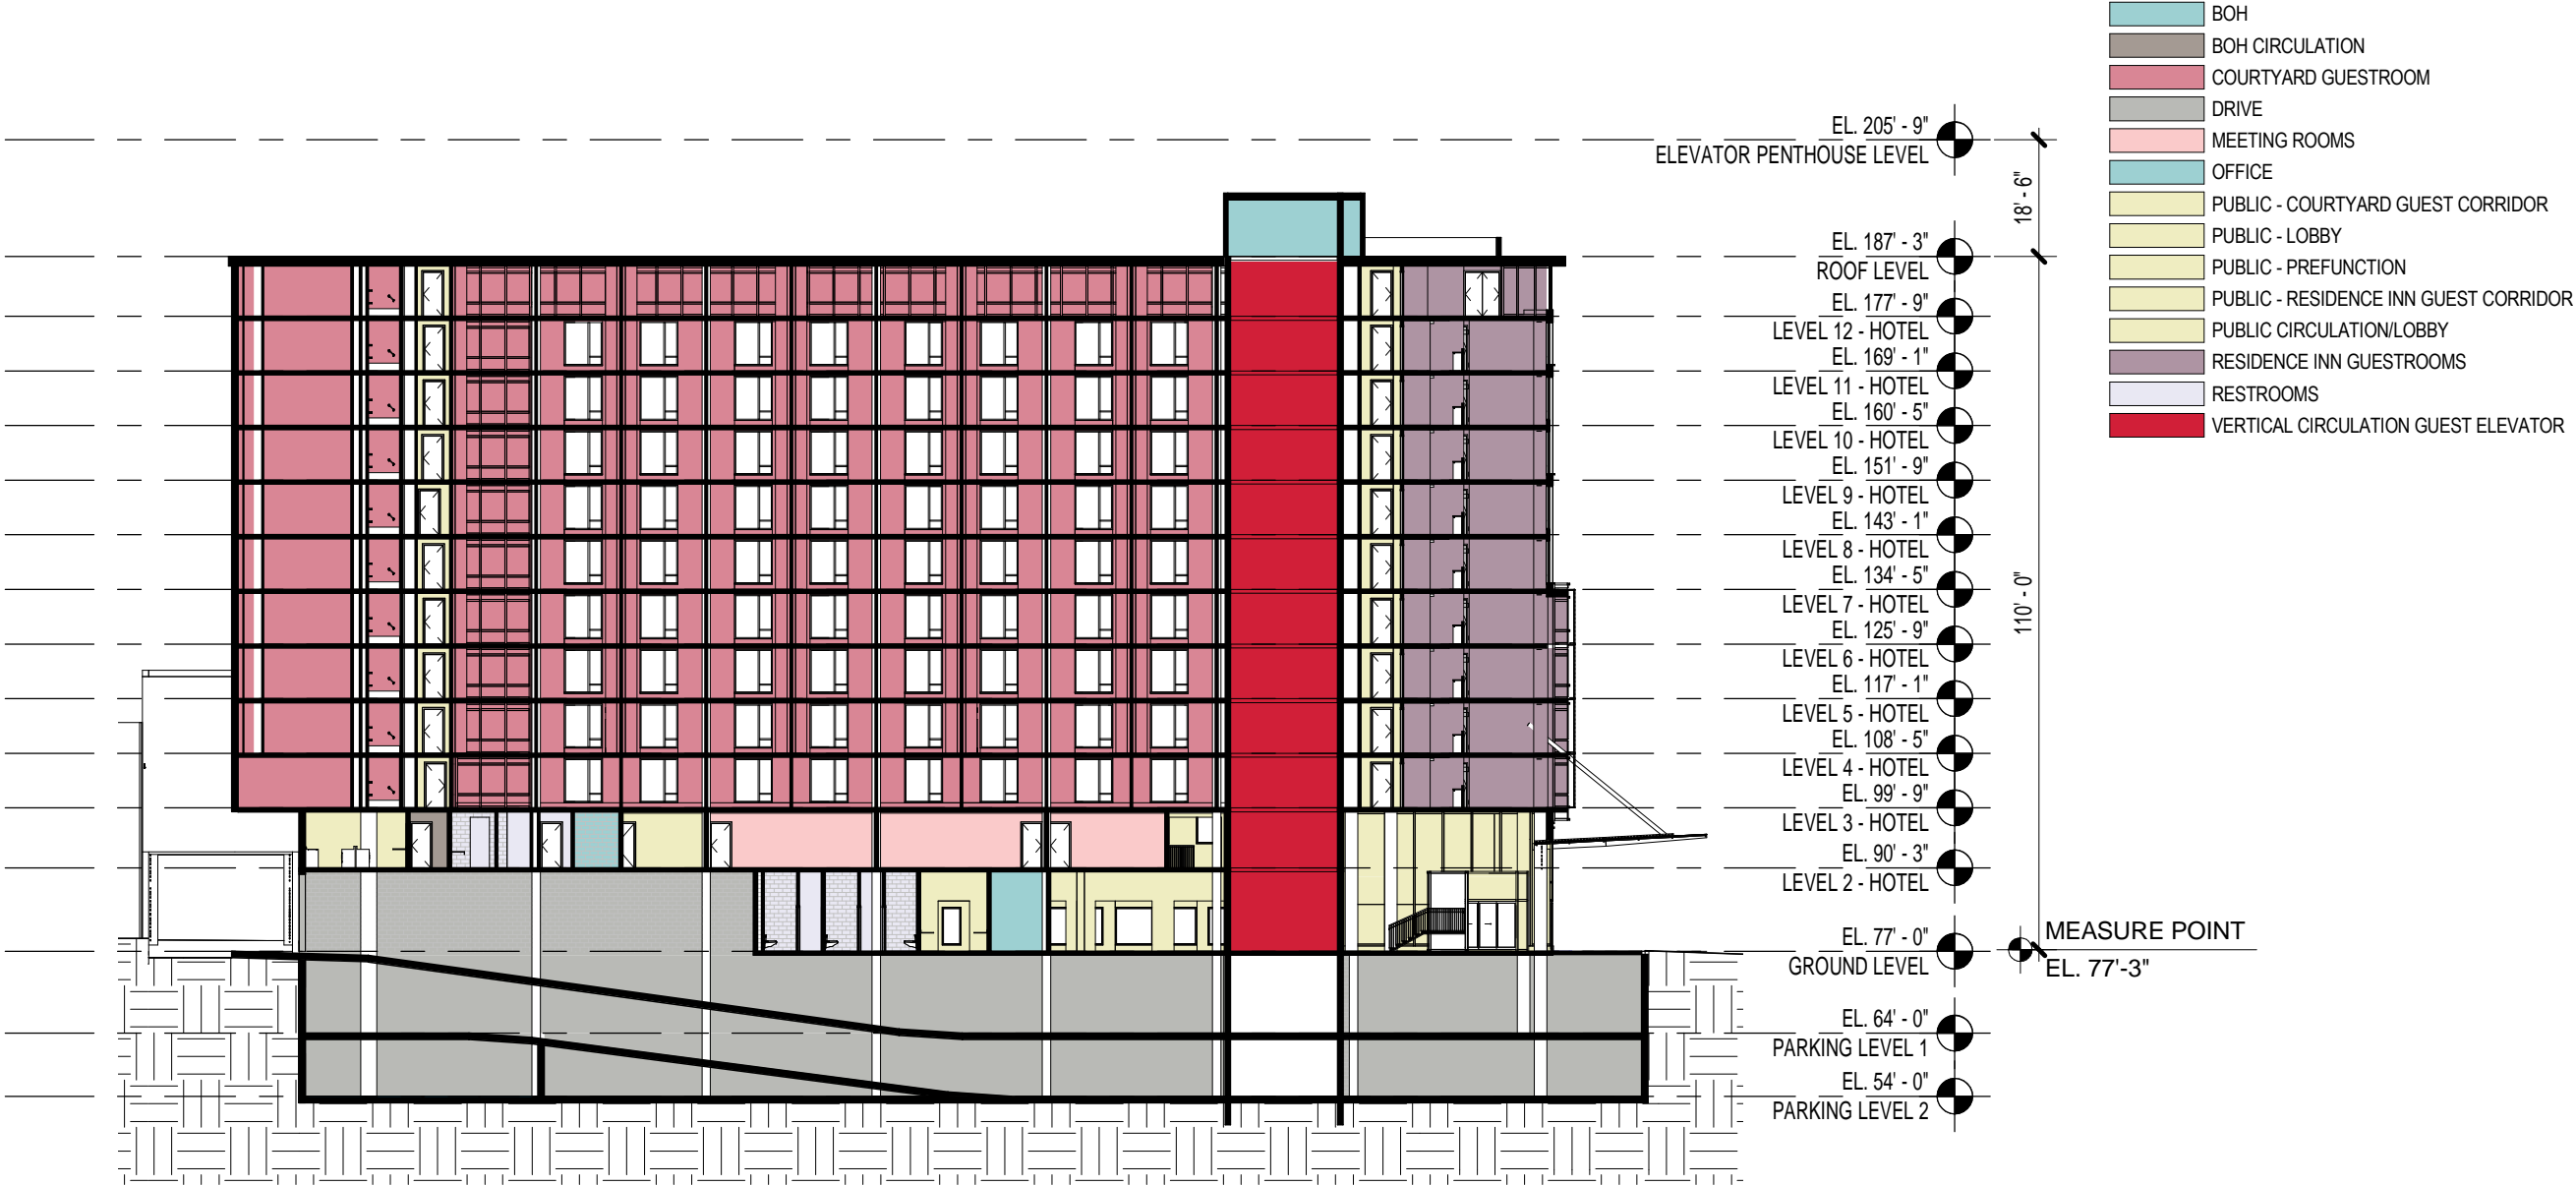 BOH
BOH CIRCULATION
COURTYARD GUESTROOM
DRIVE
MEETING ROOMS
OFFICE
PUBLIC - COURTYARD GUEST CORRIDOR
PUBLIC - LOBBY
PUBLIC - PREFUNCTION
PUBLIC - RESIDENCE INN GUEST CORRIDOR
PUBLIC CIRCULATION/LOBBY
RESIDENCE INN GUESTROOMS
RESTROOMS
VERTICAL CIRCULATION GUEST ELEVATOR
EL. 205' - 9"
ELEVATOR PENTHOUSE LEVEL
18' - 6"
EL. 187' - 3"
ROOF LEVEL
EL. 177' - 9"
LEVEL 12 - HOTEL
EL. 169' - 1"
LEVEL 11 - HOTEL
EL. 160' - 5"
LEVEL 10 - HOTEL
EL. 151' - 9"
LEVEL 9 - HOTEL
EL. 143' - 1"
LEVEL 8 - HOTEL
EL. 134' - 5"
LEVEL 7 - HOTEL
110' - 0"
EL. 125' - 9"
LEVEL 6 - HOTEL
EL. 117' - 1"
LEVEL 5 - HOTEL
EL. 108' - 5"
LEVEL 4 - HOTEL
EL. 99' - 9"
LEVEL 3 - HOTEL
EL. 90' - 3"
LEVEL 2 - HOTEL
EL. 77' - 0"
GROUND LEVEL
MEASURE POINT
EL. 77'-3"
EL. 64' - 0"
PARKING LEVEL 1
EL. 54' - 0"
PARKING LEVEL 2